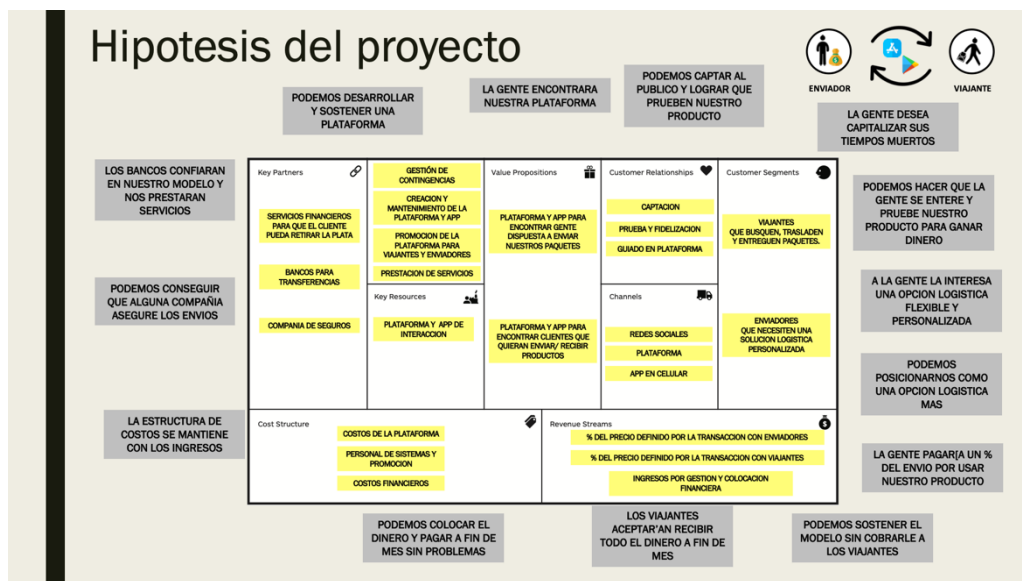 Hipotesis del proyecto
ENVIADOR
VIAJANTE
PODEMOS DESARROLLAR
Y SOSTENER UNA
PLATAFORMA
LA GENTE ENCONTRARA
NUESTRA PLATAFORMA
PODEMOS CAPTAR AL
PUBLICO Y LOGRAR QUE
PRUEBEN NUESTRO
PRODUCTO
LA GENTE DESEA
CAPITALIZAR SUS
TIEMPOS MUERTOS
LOS BANCOS CONFIARAN
EN NUESTRO MODELO Y
NOS PRESTARAN
SERVICIOS
PODEMOS CONSEGUIR
QUE ALGUNA COMPAÑIA
ASEGURE LOS ENVIOS
LA ESTRUCTURA DE
COSTOS SE MANTIENE
CON LOS INGRESOS
Key Partners
SERVICIOS FINANCIEROS
PARA QUE EL CLIENTE
PUEDA RETIRAR LA PLATA
BANCOS PARA
TRANSFERENCIAS
COMPANIA DE SEGUROS
GESTIÓN DE
CONTINGENCIAS
CREACION Y
MANTENIMIENTO DE LA
PLATAFORMA Y APP
PROMOCION DE LA
PLATAFORMA PARA
VIAJANTES Y ENVIADORES
PRESTACION DE SERVICIOS
Key Resources
PLATAFORMA Y APP DE
INTERACCION
Value Propositions
PLATAFORMA Y APP PARA
ENCONTRAR GENTE
DISPUESTA A ENVIAR
NUESTROS PAQUETES
PLATAFORMA Y APP PARA
ENCONTRAR CLIENTES QUE
QUIERAN ENVIAR/ RECIBIR
PRODUCTOS
Customer Relationships
CAPTACION
PRUEBA Y FIDELIZACION
GUIADO EN PLATAFORMA
Channels
REDES SOCIALES
PLATAFORMA
APP EN CELULAR
Customer Segments
VIAJANTES
QUE BUSQUEN, TRASLADEN
Y ENTREGUEN PAQUETES.
ENVIADORES
QUE NECESITEN UNA
SOLUCION LOGISTICA
PERSONALIZADA
Cost Structure
COSTOS DE LA PLATAFORMA
PERSONAL DE SISTEMAS Y
PROMOCION
COSTOS FINANCIEROS
Revenue Streams
% DEL PRECIO DEFINIDO POR LA TRANSACCION CON ENVIADORES
% DEL PRECIO DEFINIDO POR LA TRANSACCION CON VIAJANTES
INGRESOS POR GESTION Y COLOCACION
FINANCIERA
PODEMOS HACER QUE LA
GENTE SE ENTERE Y
PRUEBE NUESTRO
PRODUCTO PARA GANAR
DINERO
A LA GENTE LA INTERESA
UNA OPCION LOGISTICA
FLEXIBLE Y
PERSONALIZADA
PODEMOS
POSICIONARNOS COMO
UNA OPCION LOGISTICA
MAS
LA GENTE PAGAR[A UN %
DEL ENVIO POR USAR
NUESTRO PRODUCTO
PODEMOS COLOCAR EL
DINERO Y PAGAR A FIN DE
MES SIN PROBLEMAS
LOS VIAJANTES
ACEPTAR'AN RECIBIR
TODO EL DINERO A FIN DE
MES
PODEMOS SOSTENER EL
MODELO SIN COBRARLE A
LOS VIAJANTES